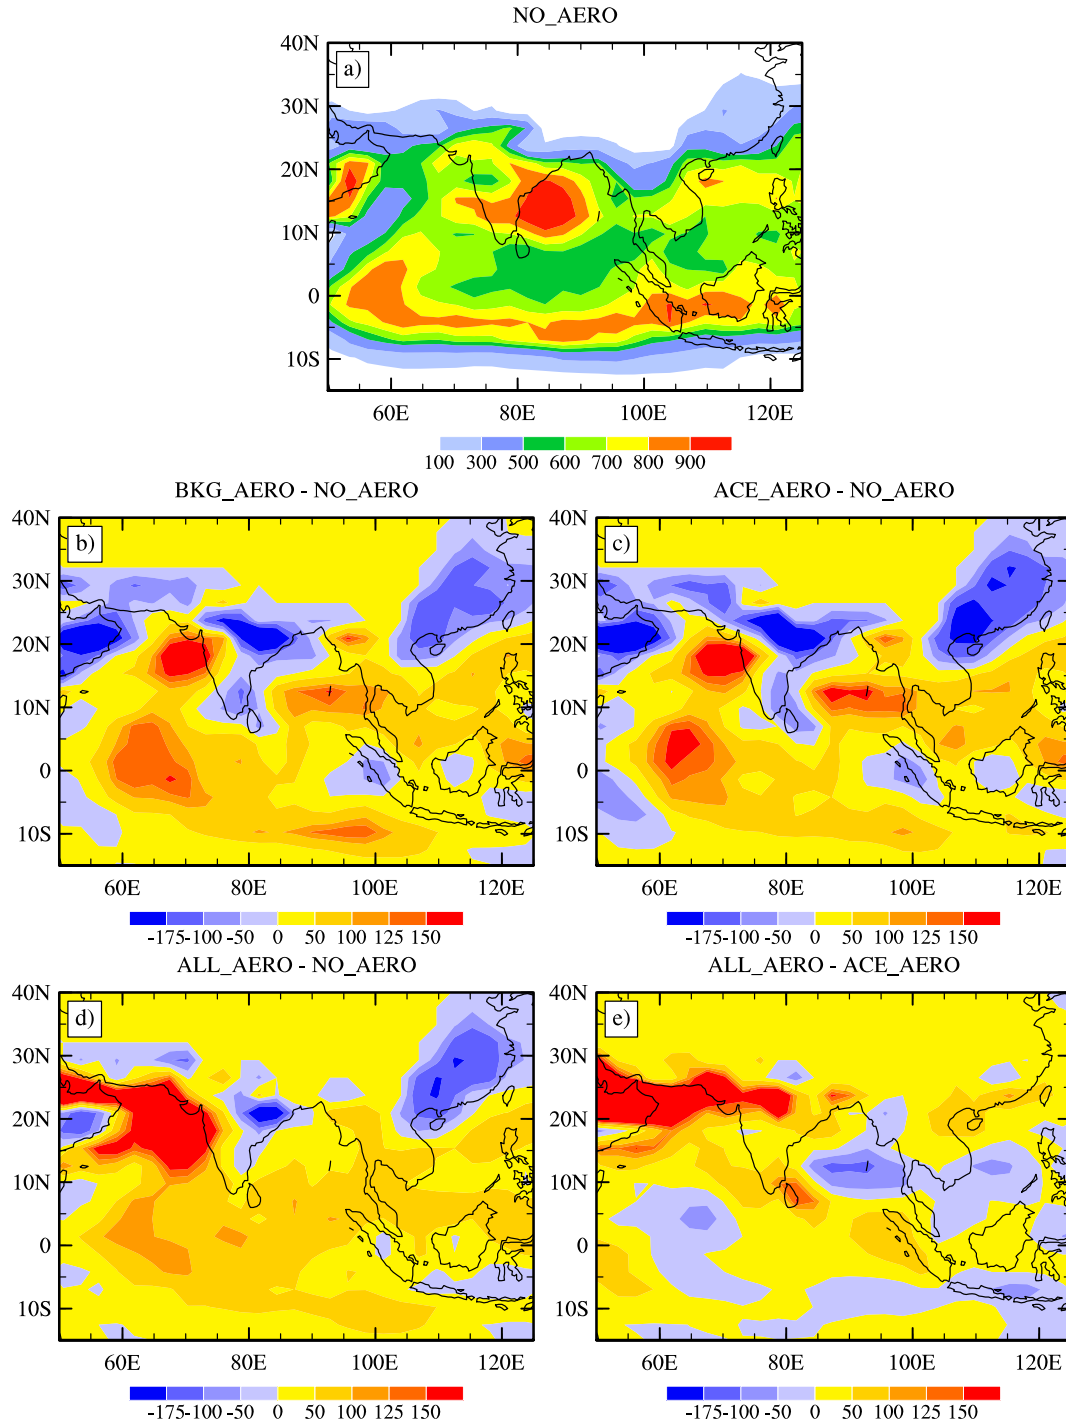 NO_AERO
a)
40N
30N
20N
10N
0
10S
60E 80E 100E 120E
100 300 500 600 700 800 900
BKG_AERO - NO_AERO ACE_AERO - NO_AERO
b) c)
40N 40N
30N 30N
20N 20N
10N 10N
0 0
10S 10S
60E 80E 100E 120E 60E 80E 100E 120E
-175 -100 -50 0 50 100 125 150 -175 -100 -50 0 50 100 125 150
ALL_AERO - NO_AERO ALL_AERO - ACE_AERO
d) e)
40N 40N
30N 30N
20N 20N
10N 10N
0 0
10S 10S
60E 80E 100E 120E 60E 80E 100E 120E
-175 -100 -50 0 50 100 125 150 -175 -100 -50 0 50 100 125 150